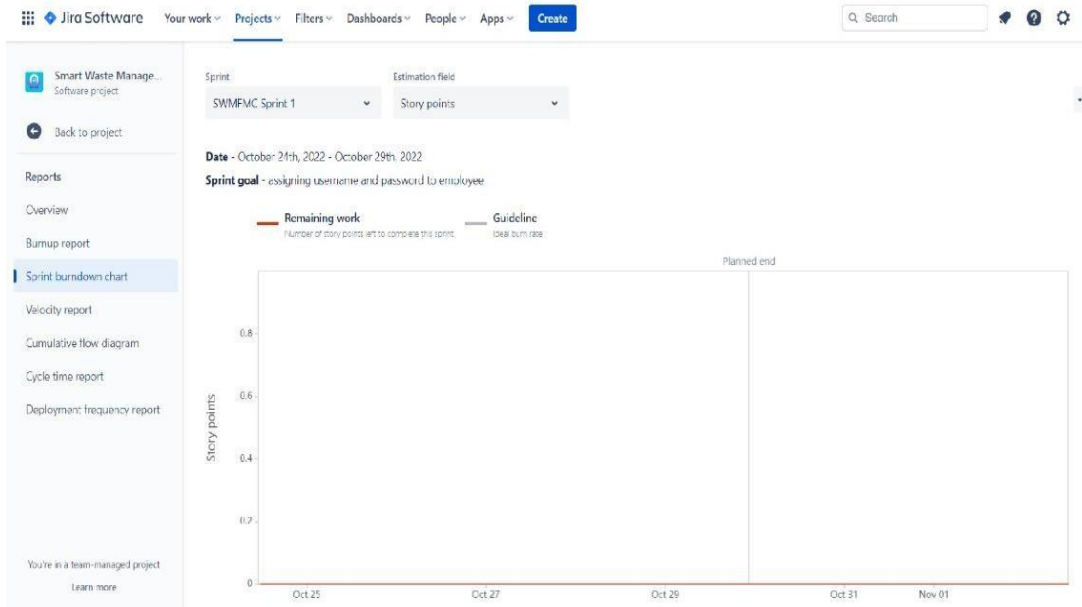 Jira Software Your work Projects Filters Dashboards People Apps Create Search
Smart Waste Manage...
Software project
Back to project
Reports
Overview
Burnup report
Sprint burndown chart
Velocity report
Cumulative flow diagram
Cycle time report
Deployment frequency report
You're in a team-managed project
Learn more
Sprint Estimation field
SWMFMC Sprint 1 Story points
Date - October 24th, 2022 - October 29th, 2022
Sprint goal - assigning username and password to employee
Remaining work Guideline
Number of story points left to complete this sprint Ideal burn rate
Planned end
Story points
0.8
0.6
0.4
0.2
0
Oct 25 Oct 27 Oct 29 Oct 31 Nov 01